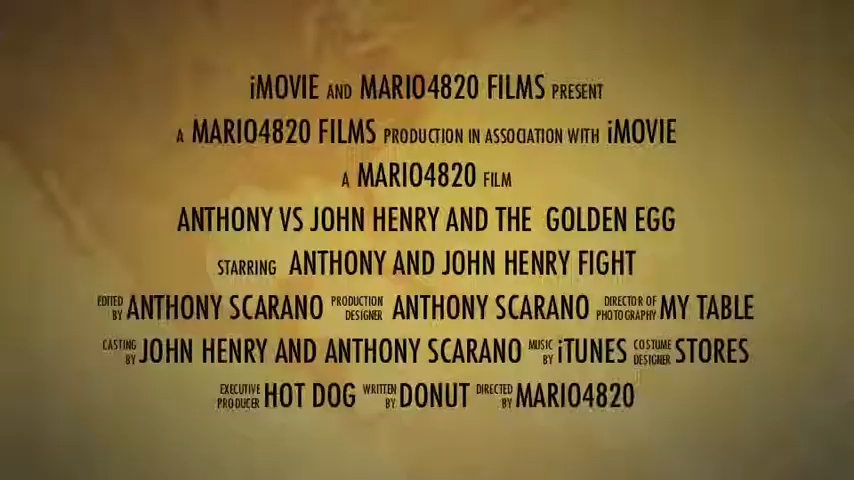 iMOVIE AND MARIO4820 FILMS PRESENT
A MARIO4820 FILMS PRODUCTION IN ASSOCIATION WITH iMOVIE
A MARIO4820 FILM
ANTHONY VS JOHN HENRY AND THE GOLDEN EGG
STARRING ANTHONY AND JOHN HENRY FIGHT
EDITED BY ANTHONY SCARANO PRODUCTION DESIGNER ANTHONY SCARANO DIRECTOR OF PHOTOGRAPHY MY TABLE
CASTING BY JOHN HENRY AND ANTHONY SCARANO MUSIC BY iTUNES COSTUME DESIGNER STORES
EXECUTIVE PRODUCER HOT DOG WRITTEN BY DONUT DIRECTED BY MARIO4820